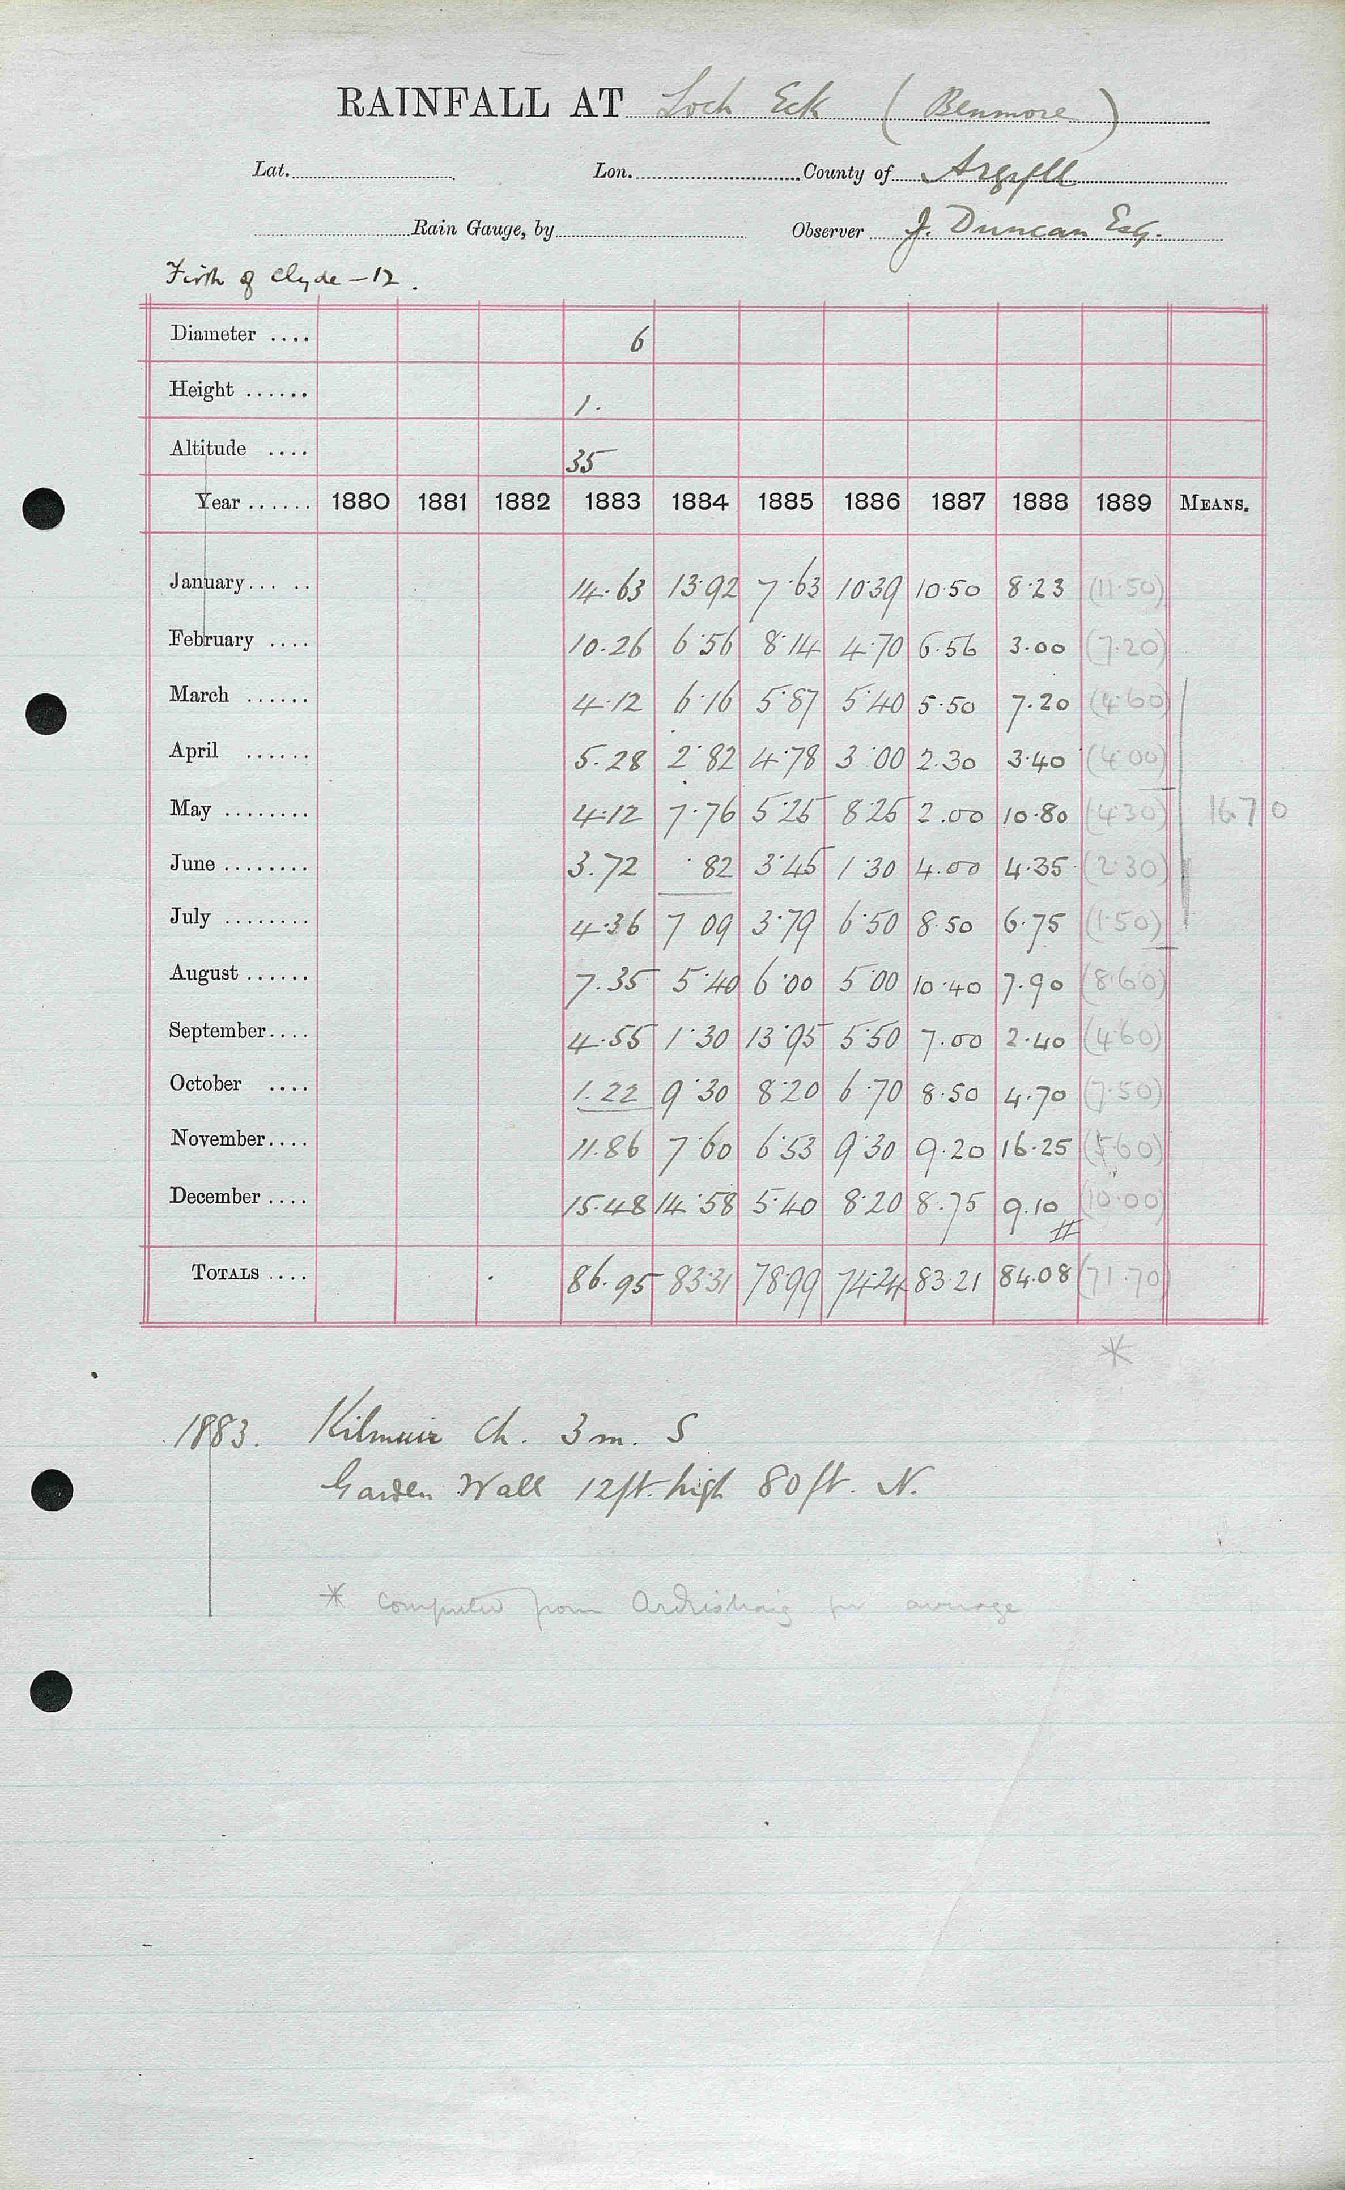 RAINFALL AT Loch Eck (Benmore)
Lat. Lon. County of Argyll
Rain Gauge, by Observer J. Duncan Esq.
Firth of Clyde - 12.
Diameter .... 6
Height ...... 1.
Altitude .... 35
Year ...... 1880 1881 1882 1883 1884 1885 1886 1887 1888 1889 MEANS.
January... .. 14.63 13.92 7.63 10.39 10.50 8.23 (11.50)
February .... 10.26 6.56 8.14 4.70 6.56 3.00 (7.20)
March ...... 4.12 6.16 5.87 5.40 5.50 7.20 (4.60)
April ...... 5.28 2.82 4.78 3.00 2.30 3.40 (4.00)
May ........ 4.12 7.76 5.25 8.25 2.00 10.80 (4.30) 16.70
June ........ 3.72 .82 3.45 1.30 4.00 4.35 (2.30)
July ........ 4.36 7 09 3.79 6.50 8.50 6.75 (1.50)
August ...... 7.35 5.40 6.00 5.00 10.40 7.90 (8.60)
September.... 4.55 1.30 13.95 5.50 7.00 2.40 (4.60)
October .... 1.22 9.30 8.20 6.70 8.50 4.70 (7.50)
November.... 11.86 7.60 6.53 9.30 9.20 16.25 (5.60)
December .... 15.48 14.58 5.40 8.20 8.75 9.10 (10.00)
TOTALS .... 86.95 83.31 78.99 74.24 83.21 84.08 (71.70)
*
1883. Kilmuir Ch. 3 m. S
Garden Wall 12 ft. high 80 ft. N.
* Computed from Ardrishaig for average